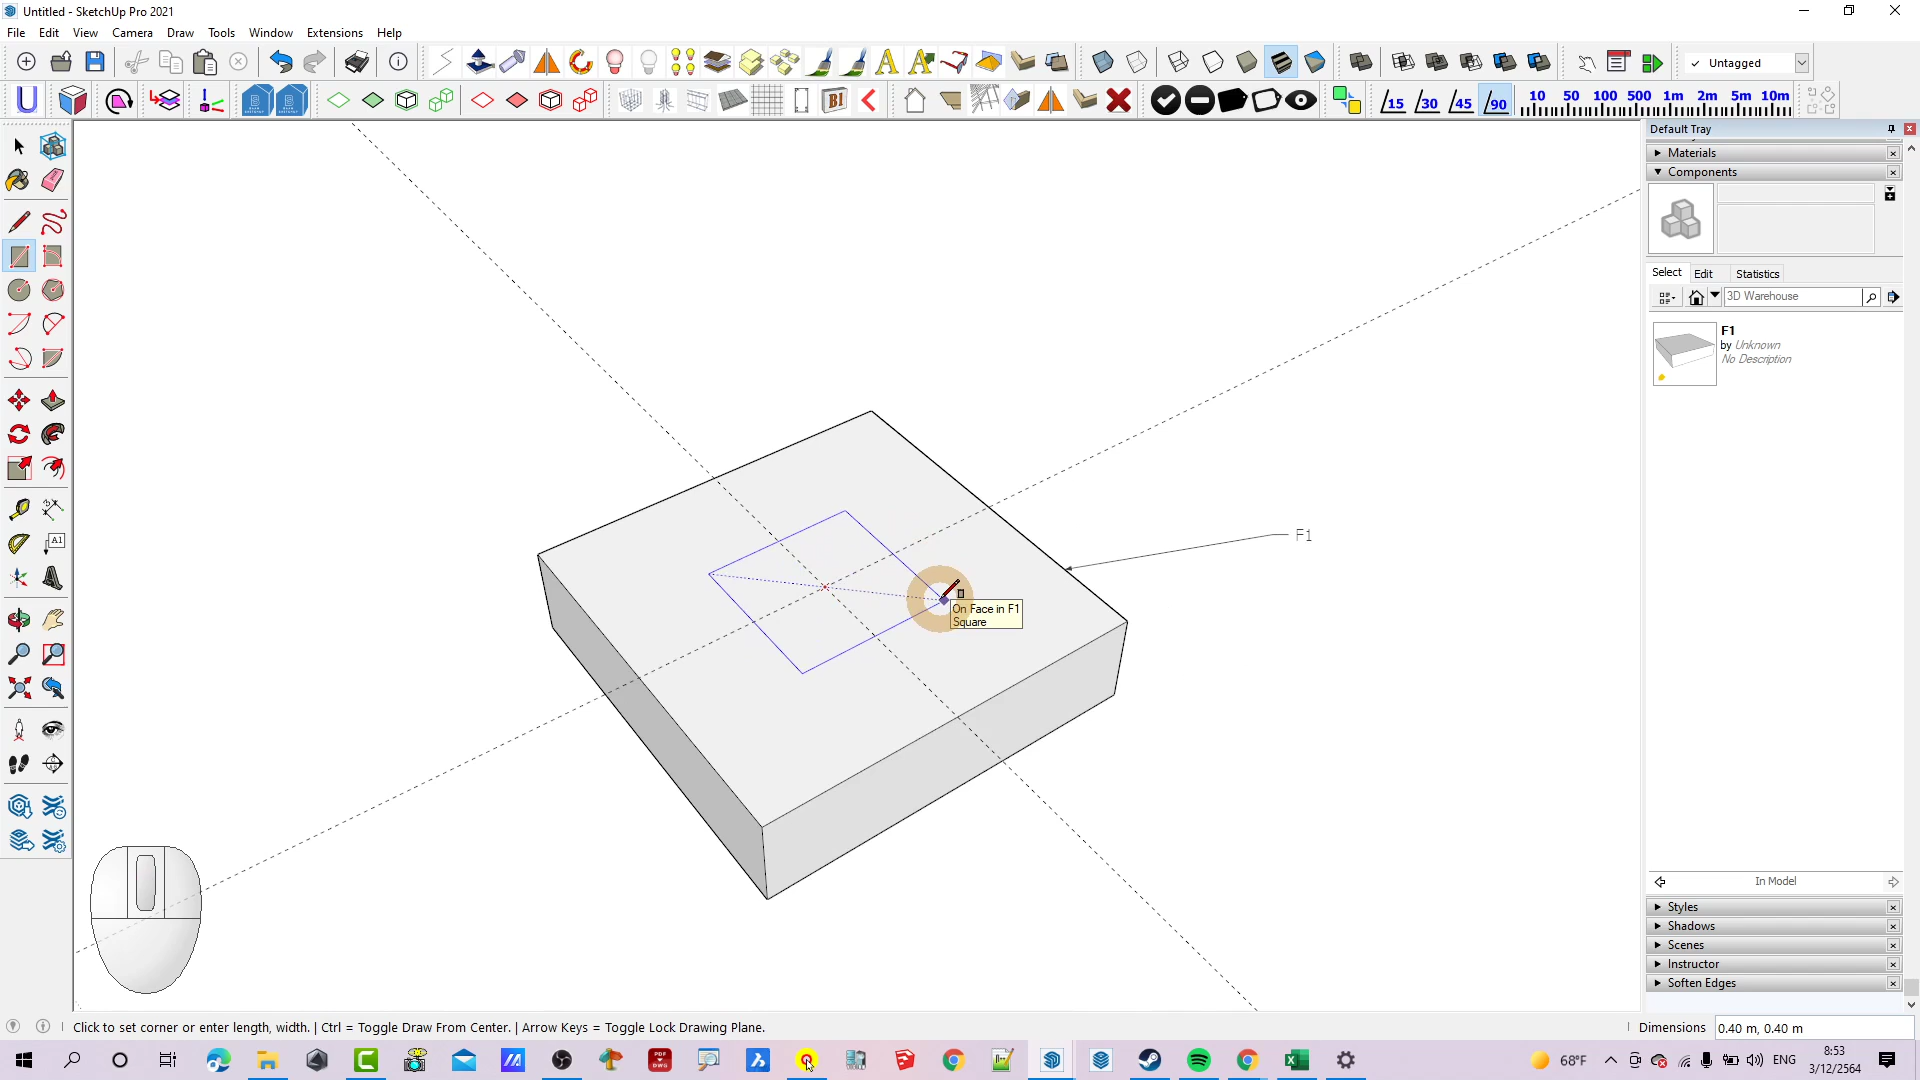 Untitled - SketchUp Pro 2021
File Edit View Camera Draw Tools Window Extensions Help
Untagged
15 30 45 90 10 50 100 500 1m 2m 5m 10m
Default Tray
Materials
Components
Select Edit Statistics
3D Warehouse
F1
by Unknown
No Description
F1
On Face in F1
Square
In Model
Styles
Shadows
Scenes
Instructor
Soften Edges
Click to set corner or enter length, width. | Ctrl = Toggle Draw From Center. | Arrow Keys = Toggle Lock Drawing Plane.
Dimensions 0.40 m, 0.40 m
68°F ENG
8:53
3/12/2564